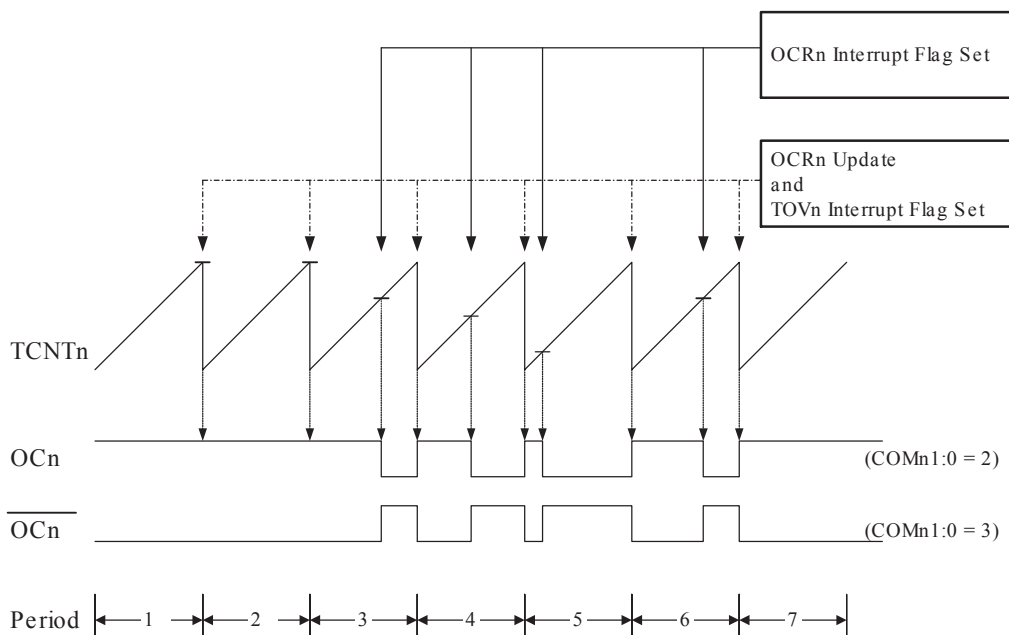 OCRn Interrupt Flag Set
OCRn Update
and
TOVn Interrupt Flag Set
TCNTn
OCn
(COMn1:0 = 2)
OCn
(COMn1:0 = 3)
Period
1
2
3
4
5
6
7